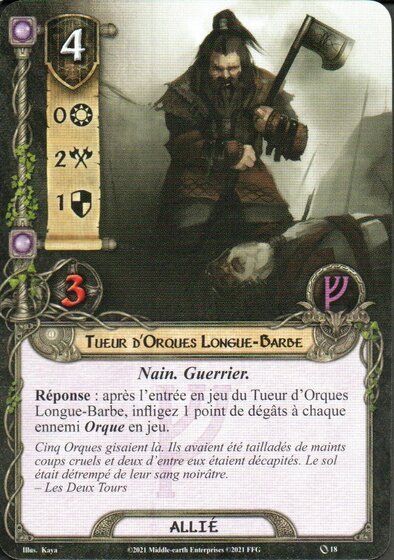 4
0
2
1
3
Tueur d'Orques Longue-Barbe
Nain. Guerrier.
Réponse : après l'entrée en jeu du Tueur d'Orques
Longue-Barbe, infligez 1 point de dégâts à chaque
ennemi Orque en jeu.
Cinq Orques gisaient là. Ils avaient été tailladés de maints
coups cruels et deux d'entre eux étaient décapités. Le sol
était détrempé de leur sang noirâtre.
– Les Deux Tours
ALLIÉ
Illus. Kaya
©2021 Middle-earth Enterprises ©2021 FFG
18